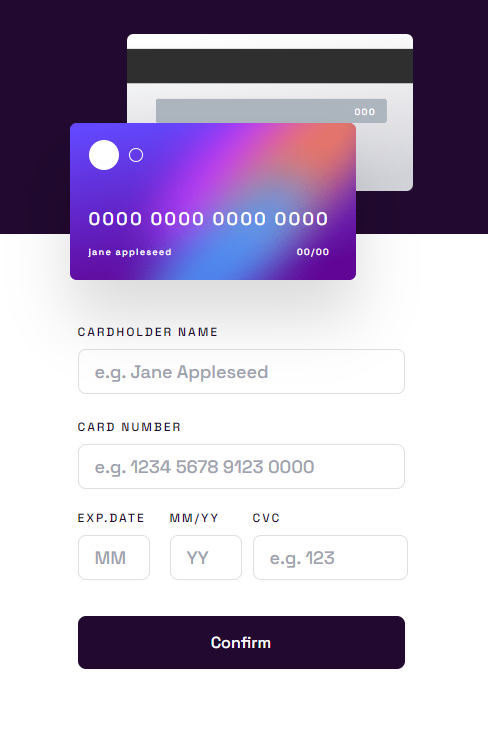 000
0000 0000 0000 0000
jane appleseed 00/00
CARDHOLDER NAME
e.g. Jane Appleseed
CARD NUMBER
e.g. 1234 5678 9123 0000
EXP.DATE MM/YY CVC
MM YY e.g. 123
Confirm